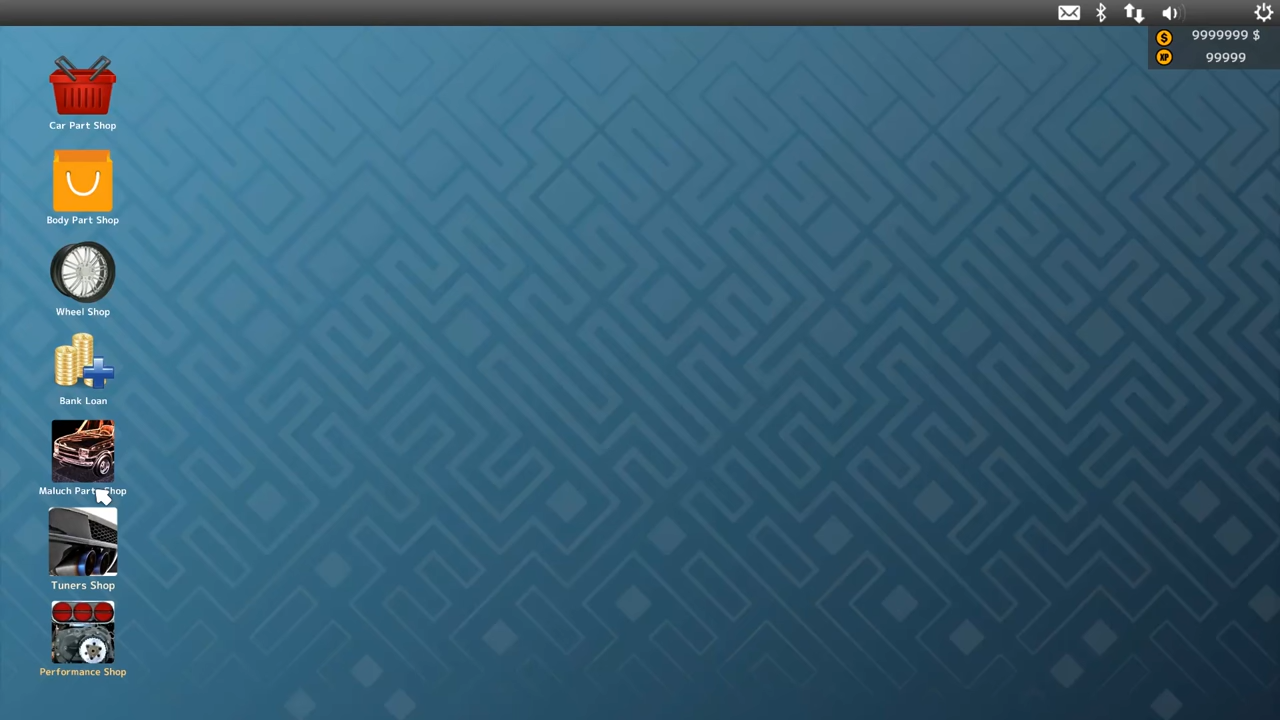 9999999 $
XP 99999
Car Part Shop
Body Part Shop
Wheel Shop
Bank Loan
Maluch Parts Shop
Tuners Shop
Performance Shop